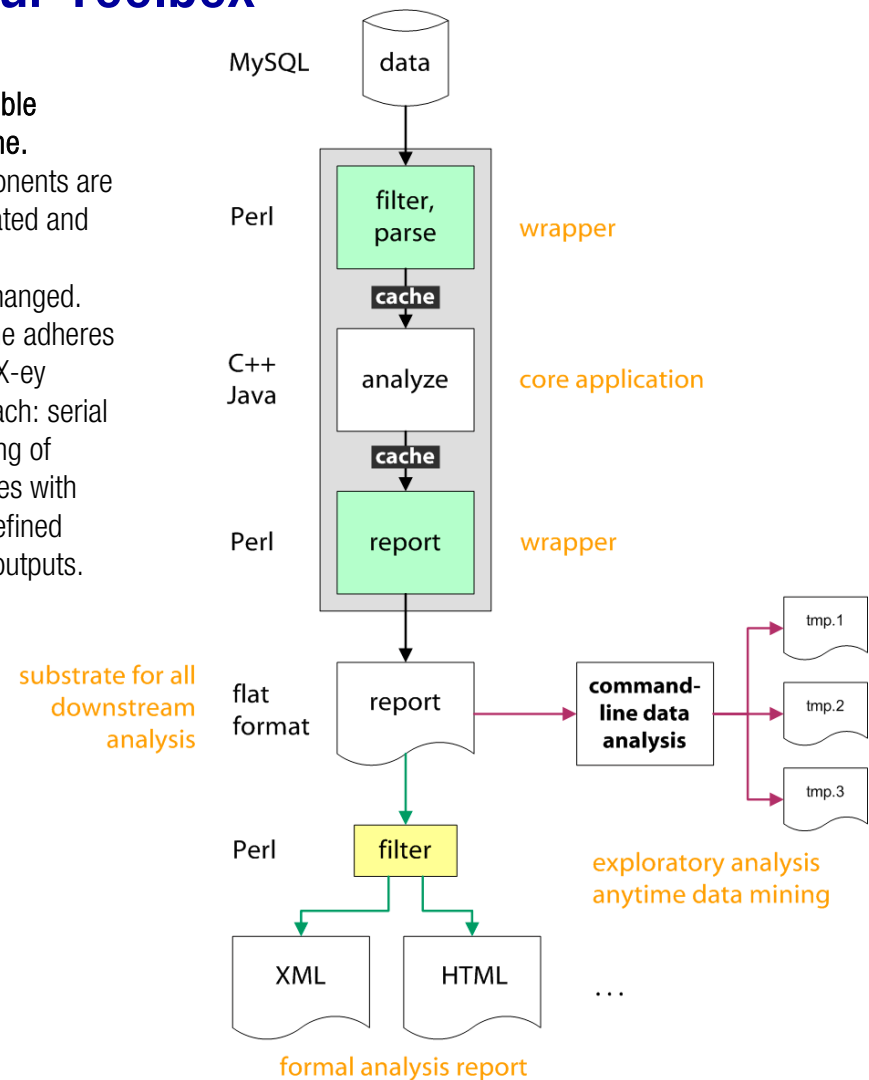 Toolbox
MySQL
data
ble
ne.
onents are
ated and
nanged.
e adheres
X-ey
ach: serial
ng of
es with
efined
outputs.
Perl
filter,
parse
wrapper
cache
C++
Java
analyze
core application
cache
Perl
report
wrapper
substrate for all
downstream
analysis
flat
format
report
command-
line data
analysis
tmp.1
tmp.2
tmp.3
Perl
filter
exploratory analysis
anytime data mining
XML
HTML
...
formal analysis report